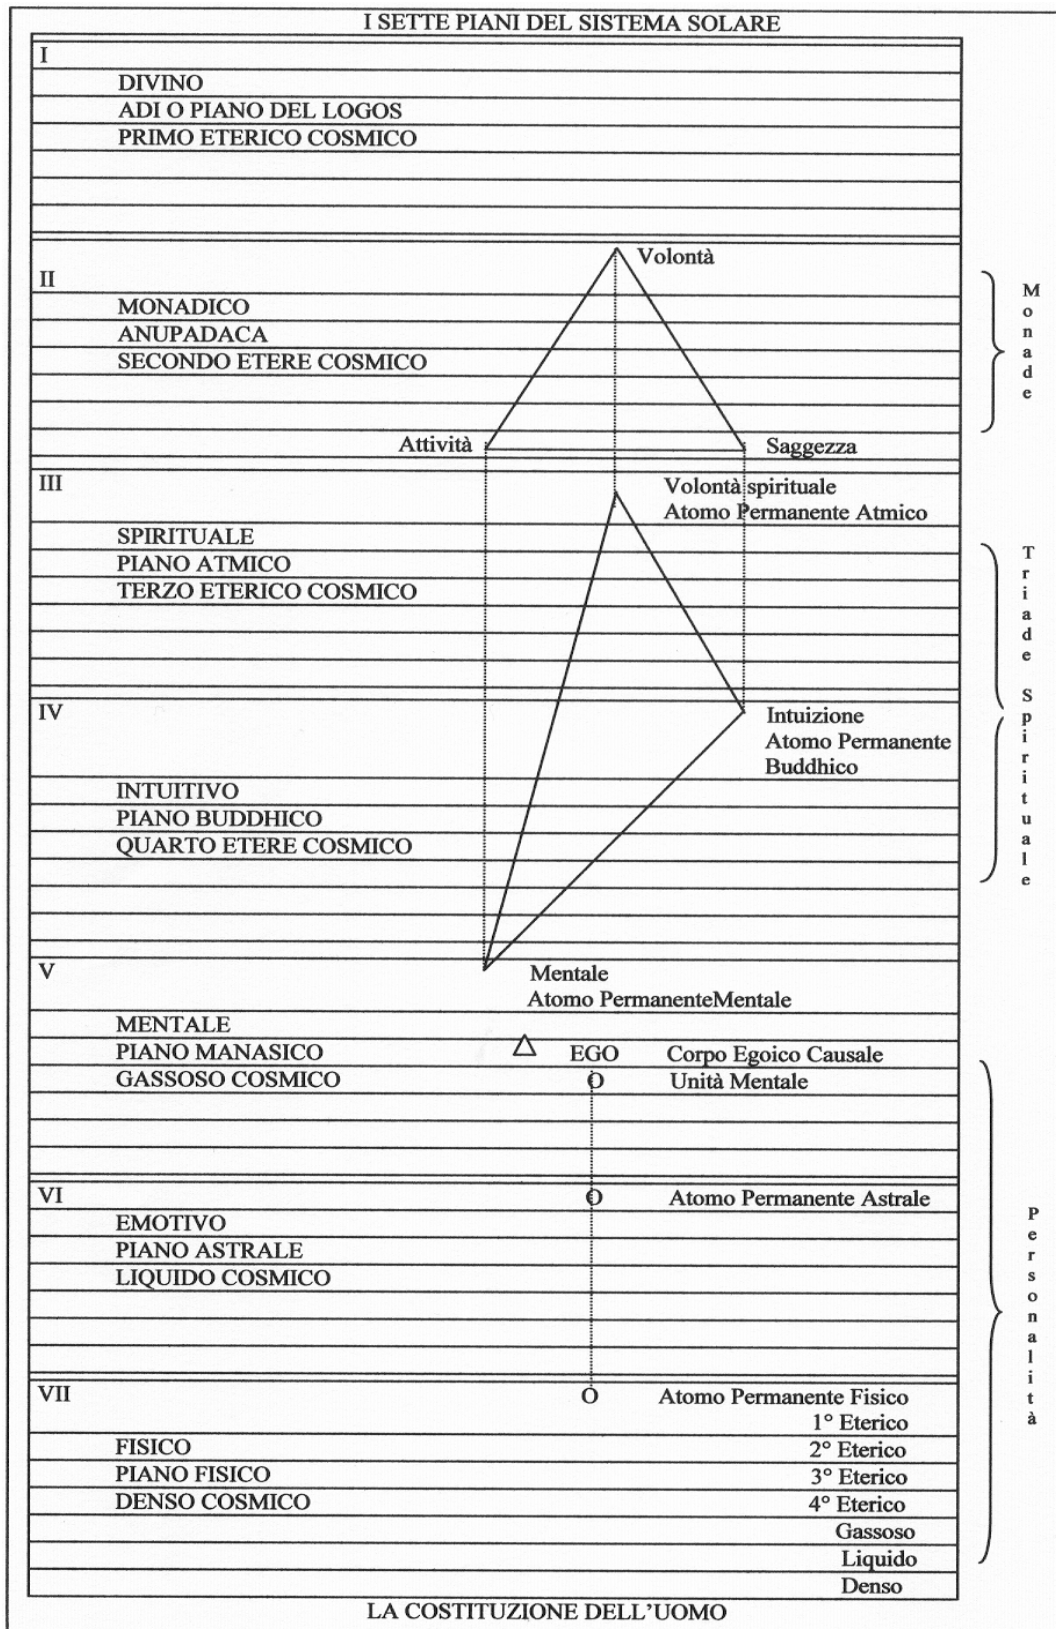 I SETTE PIANI DEL SISTEMA SOLARE
I
DIVINO
ADI O PIANO DEL LOGOS
PRIMO ETERICO COSMICO
Volontà
II
MONADICO
ANUPADACA
SECONDO ETERE COSMICO
Attività
Saggezza
Monade
III
Volontà spirituale
Atomo Permanente Atmico
SPIRITUALE
PIANO ATMICO
TERZO ETERICO COSMICO
Triade Spirituale
IV
Intuizione
Atomo Permanente
Buddhico
INTUITIVO
PIANO BUDDHICO
QUARTO ETERE COSMICO
V
Mentale
Atomo PermanenteMentale
MENTALE
PIANO MANASICO
EGO
Corpo Egoico Causale
GASSOSO COSMICO
O
Unità Mentale
VI
O
Atomo Permanente Astrale
EMOTIVO
PIANO ASTRALE
LIQUIDO COSMICO
Personalità
VII
O
Atomo Permanente Fisico
1° Eterico
FISICO
2° Eterico
PIANO FISICO
3° Eterico
DENSO COSMICO
4° Eterico
Gassoso
Liquido
Denso
LA COSTITUZIONE DELL'UOMO